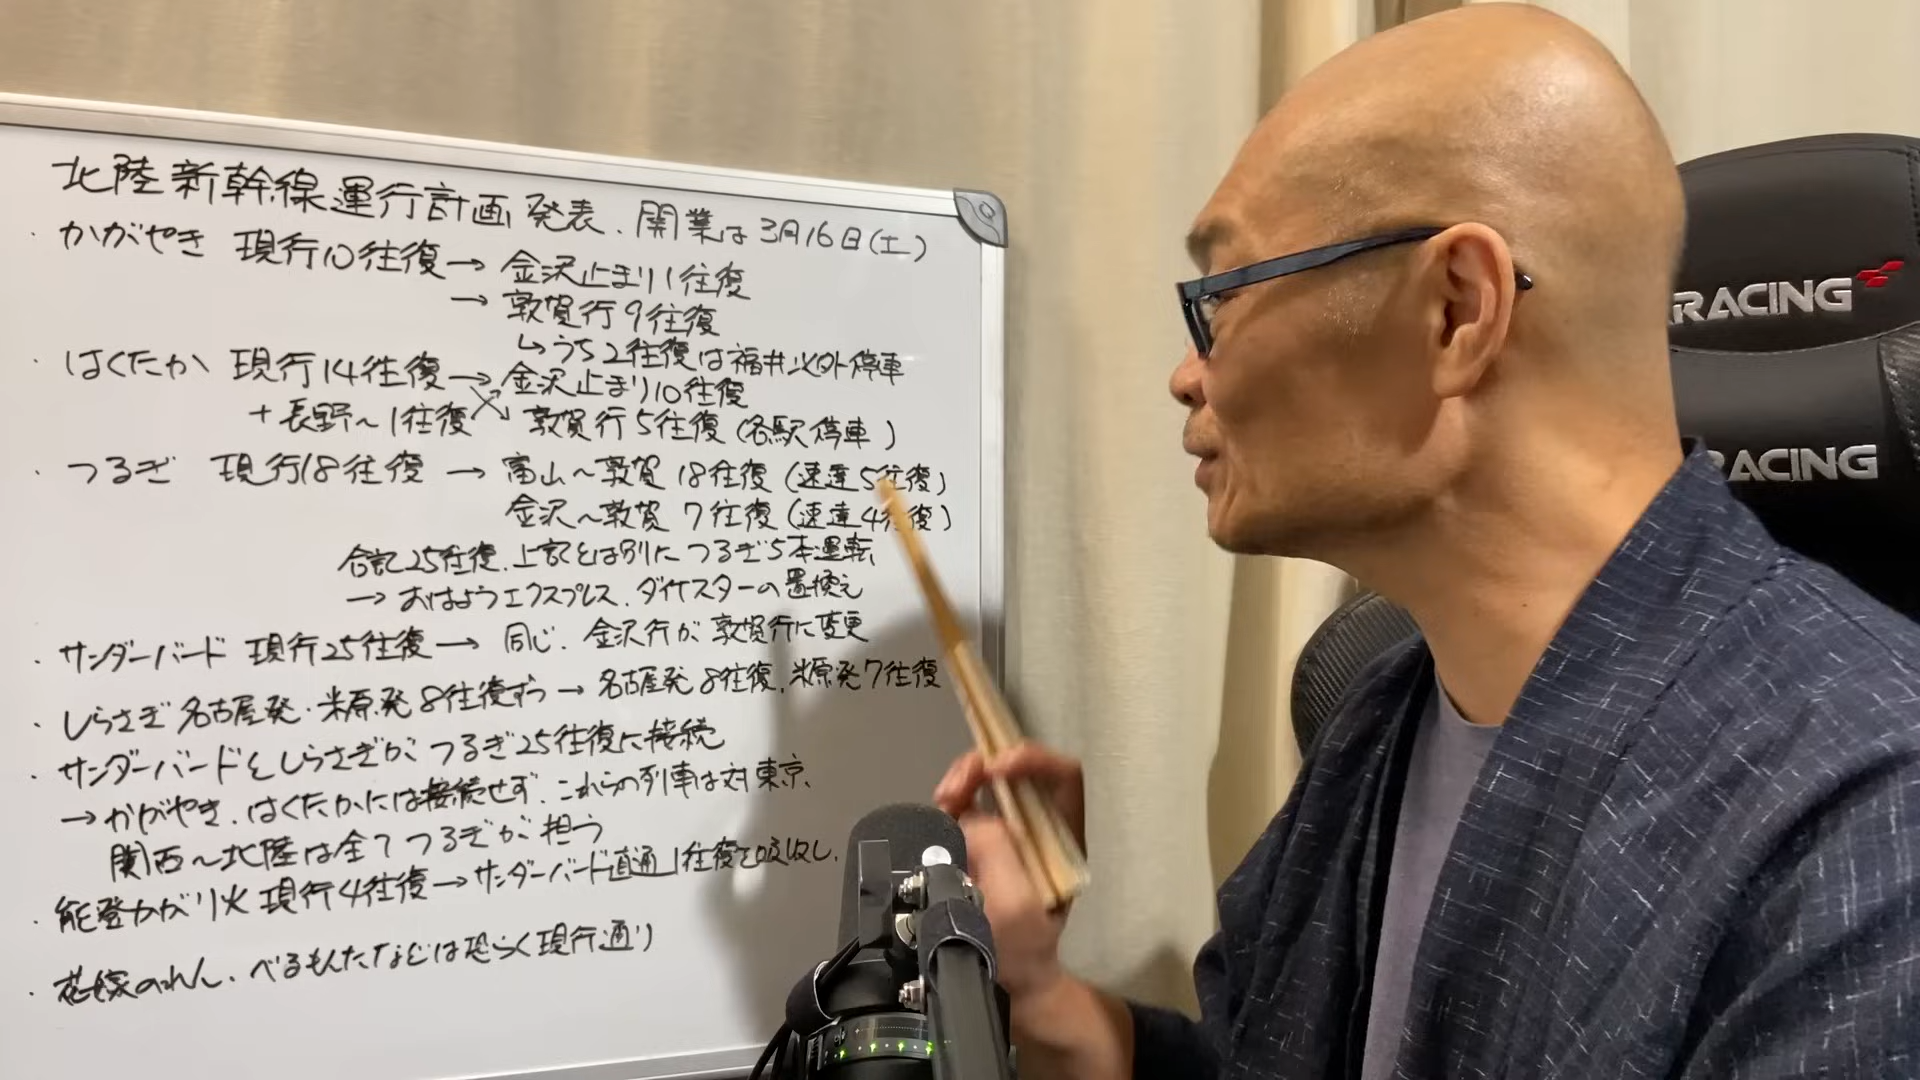 北陸新幹線運行計画発表、開業は3月16日(土)
・かがやき 現行10往復→金沢止まり1往復
→敦賀行9往復
↳うち2往復は福井以外停車
・はくたか 現行14往復→金沢止まり10往復
+長野〜1往復 敦賀行5往復(各駅停車)
・つるぎ 現行18往復→富山〜敦賀 18往復(速達5往復)
金沢〜敦賀 7往復(速達4往復)
合計25往復、上記とは別につるぎ5本運転
→おはようエクスプレス、ダイナスターの置換え
・サンダーバード 現行25往復→同じ、金沢行が敦賀行に変更
・しらさぎ 名古屋発・米原発8往復ずつ→名古屋発8往復、米原発7往復
・サンダーバードとしらさぎがつるぎ25往復に接続
→かがやき、はくたかには接続せず、これらの列車は対東京、
関西〜北陸は全てつるぎが担う
・能登かがり火 現行4往復→サンダーバード直通1往復を吸収し、
・花嫁のれん、べるもんたなどは恐らく現行通り
RACING
RACING